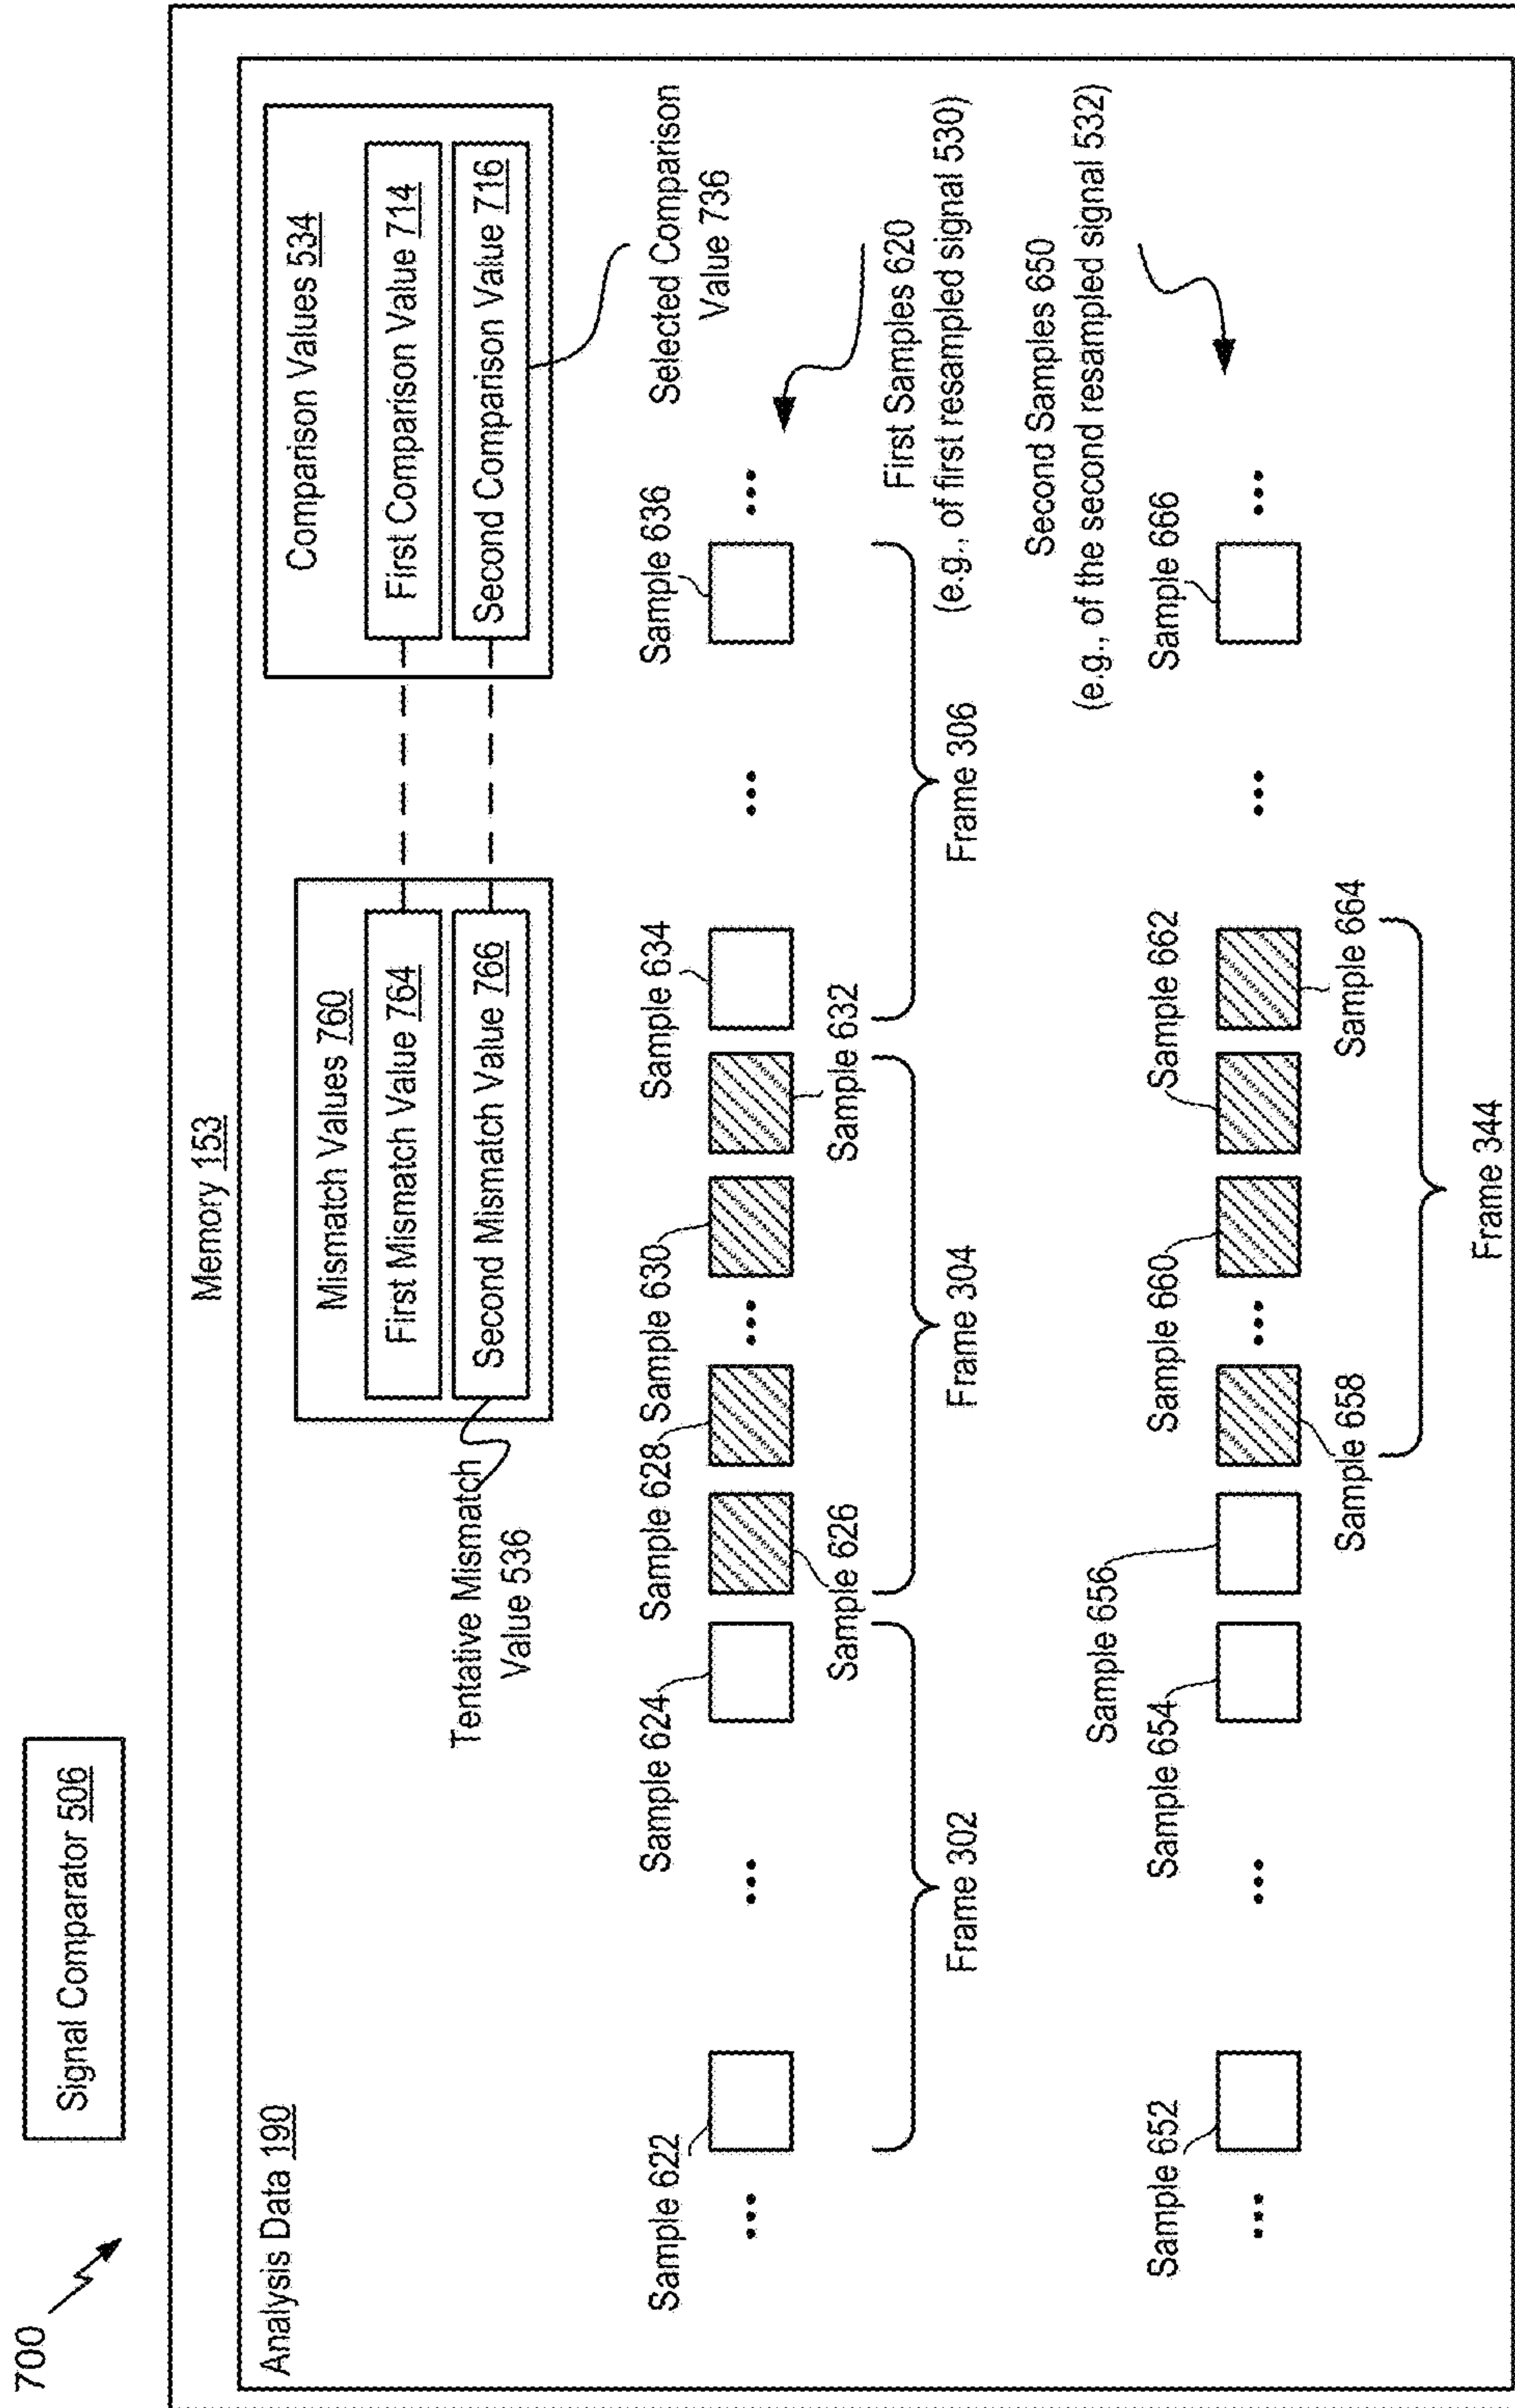 700
Signal Comparator 506
Memory 153
Analysis Data 190
Mismatch Values 760
First Mismatch Value 764
Second Mismatch Value 766
Comparison Values 534
First Comparison Value 714
Second Comparison Value 716
Tentative Mismatch
Value 536
Selected Comparison
Value 736
Sample 622
Sample 624
Sample 628
Sample 630
Sample 634
Sample 636
...
...
...
...
...
Sample 626
Sample 632
First Samples 620
(e.g., of first resampled signal 530)
Frame 302
Frame 304
Frame 306
Second Samples 650
(e.g., of the second resampled signal 532)
Sample 652
Sample 654
Sample 656
Sample 660
Sample 662
Sample 666
...
...
...
...
...
Sample 658
Sample 664
Frame 344